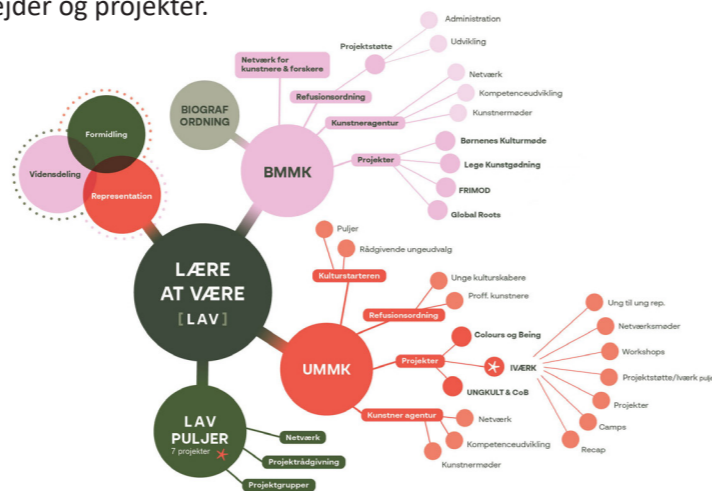 ejder og projekter.
Administration
Projektstøtte
Udvikling
Netværk for
kunstnere & forskere
Netværk
Refusionsordning
Kompetenceudvikling
BIOGRAF
ORDNING
Kunstnermøder
Kunstneragentur
Formidling
Børnenes Kulturmøde
Projekter
Lege Kunstgødning
BMMK
Vidensdeling
FRIMOD
Representation
Global Roots
Puljer
Rådgivende ungeudvalg
LÆRE
AT VÆRE
[ LAV ]
Kulturstarteren
Unge kulturskabere
Proff. kunstnere
Refusionsordning
Ung til ung rep.
Netværksmøder
Colours og Being
Workshops
Projekter
IVÆRK
UMMK
Projektstøtte/Iværk pulje
UNGKULT & CoB
Projekter
Kunstner agentur
Netværk
Camps
LAV
PULJER
7 projekter
Netværk
Kompetenceudvikling
Recap
Kunstnermøder
Projektrådgivning
Projektgrupper